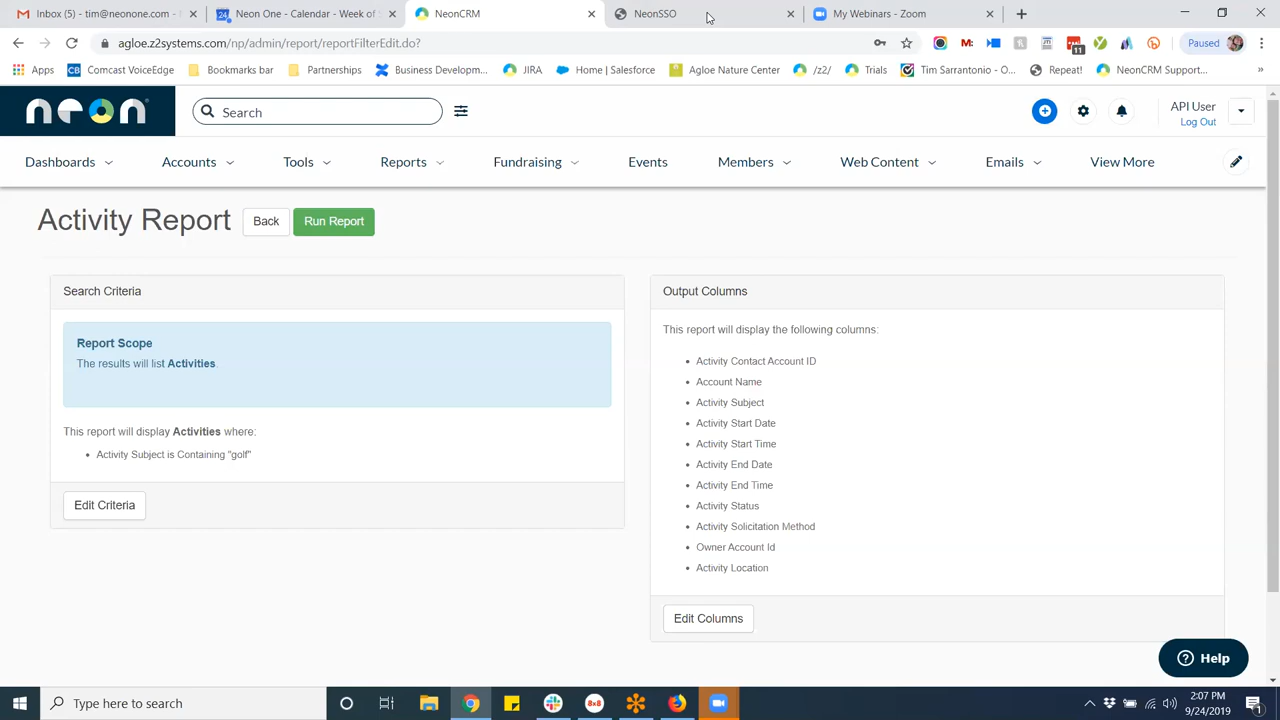 Inbox (5) - tim@neonone.com -
Neon One - Calendar - Week of S
NeonCRM
NeonSSO
My Webinars - Zoom
agloe.z2systems.com/np/admin/report/reportFilterEdit.do?
11
Paused
Apps
Comcast VoiceEdge
Bookmarks bar
Partnerships
Business Developm...
JIRA
Home | Salesforce
Agloe Nature Center
/z2/
Trials
Tim Sarrantonio - O...
Repeat!
NeonCRM Support...
neon
Search
API User
Log Out
Dashboards
Accounts
Tools
Reports
Fundraising
Events
Members
Web Content
Emails
View More
Activity Report
Back
Run Report
Search Criteria
Report Scope
The results will list Activities.
This report will display Activities where:
• Activity Subject is Containing "golf"
Edit Criteria
Output Columns
This report will display the following columns:
• Activity Contact Account ID
• Account Name
• Activity Subject
• Activity Start Date
• Activity Start Time
• Activity End Date
• Activity End Time
• Activity Status
• Activity Solicitation Method
• Owner Account Id
• Activity Location
Edit Columns
Help
Type here to search
8x8
2:07 PM
9/24/2019